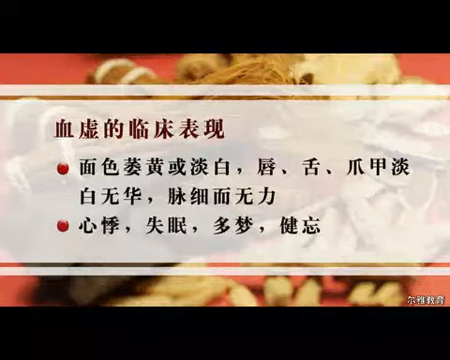 血虚的临床表现
面色萎黄或淡白，唇、舌、爪甲淡
白无华，脉细而无力
心悸，失眠，多梦，健忘
尔雅教育